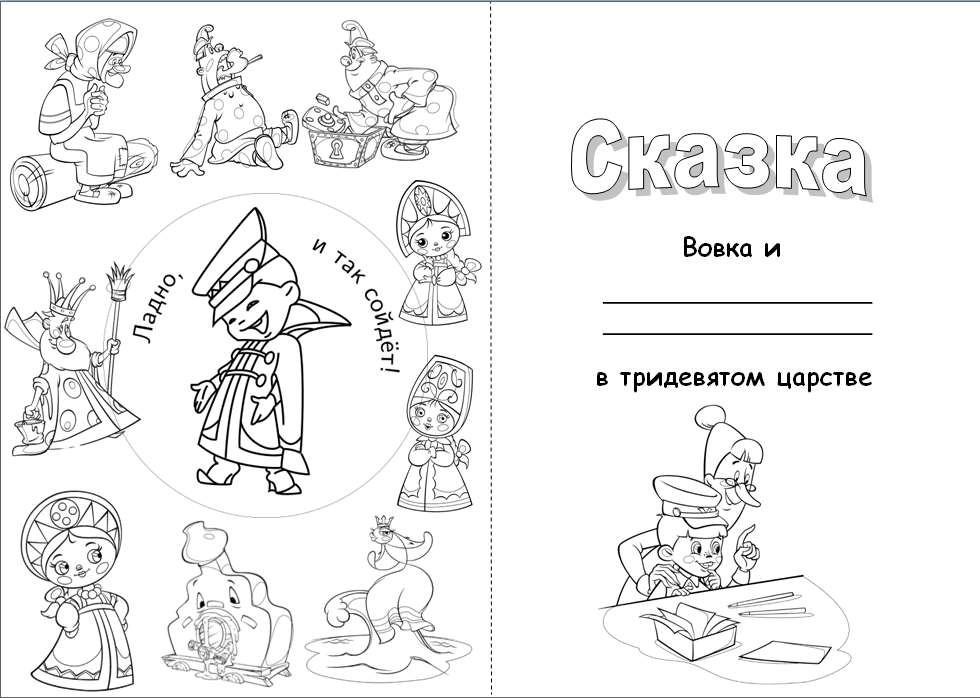 Ладно,
и так сойдёт!
Сказка
Вовка и
в тридевятом царстве